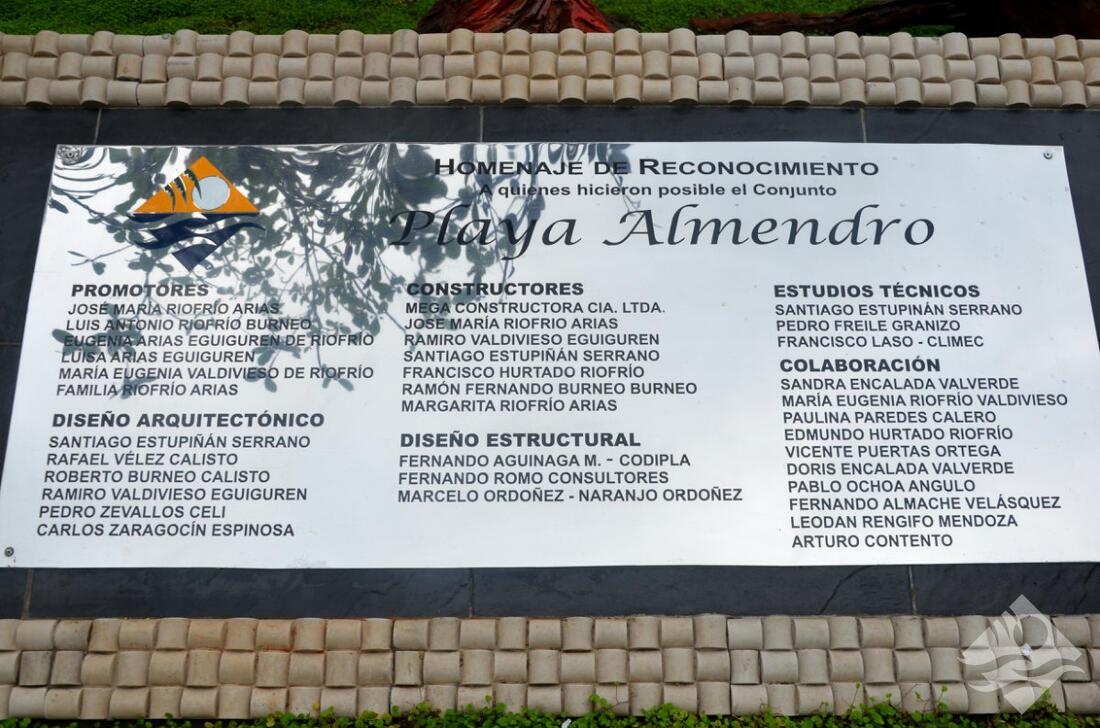 HOMENAJE DE RECONOCIMIENTO
A quienes hicieron posible el Conjunto
Playa Almendro
PROMOTORES
JOSÉ MARÍA RIOFRÍO ARIAS
LUIS ANTONIO RIOFRÍO BURNEO
EUGENIA ARIAS EGUIGUREN DE RIOFRÍO
LUISA ARIAS EGUIGUREN
MARÍA EUGENIA VALDIVIESO DE RIOFRÍO
FAMILIA RIOFRÍO ARIAS
DISEÑO ARQUITECTÓNICO
SANTIAGO ESTUPIÑÁN SERRANO
RAFAEL VÉLEZ CALISTO
ROBERTO BURNEO CALISTO
RAMIRO VALDIVIESO EGUIGUREN
PEDRO ZEVALLOS CELI
CARLOS ZARAGOCÍN ESPINOSA
CONSTRUCTORES
MEGA CONSTRUCTORA CIA. LTDA.
JOSE MARÍA RIOFRIO ARIAS
RAMIRO VALDIVIESO EGUIGUREN
SANTIAGO ESTUPIÑÁN SERRANO
FRANCISCO HURTADO RIOFRÍO
RAMÓN FERNANDO BURNEO BURNEO
MARGARITA RIOFRÍO ARIAS
DISEÑO ESTRUCTURAL
FERNANDO AGUINAGA M. - CODIPLA
FERNANDO ROMO CONSULTORES
MARCELO ORDOÑEZ - NARANJO ORDOÑEZ
ESTUDIOS TÉCNICOS
SANTIAGO ESTUPINÁN SERRANO
PEDRO FREILE GRANIZO
FRANCISCO LASO - CLIMEC
COLABORACIÓN
SANDRA ENCALADA VALVERDE
MARÍA EUGENIA RIOFRÍO VALDIVIESO
PAULINA PAREDES CALERO
EDMUNDO HURTADO RIOFRÍO
VICENTE PUERTAS ORTEGA
DORIS ENCALADA VALVERDE
PABLO OCHOA ANGULO
FERNANDO ALMACHE VELÁSQUEZ
LEODAN RENGIFO MENDOZA
ARTURO CONTENTO